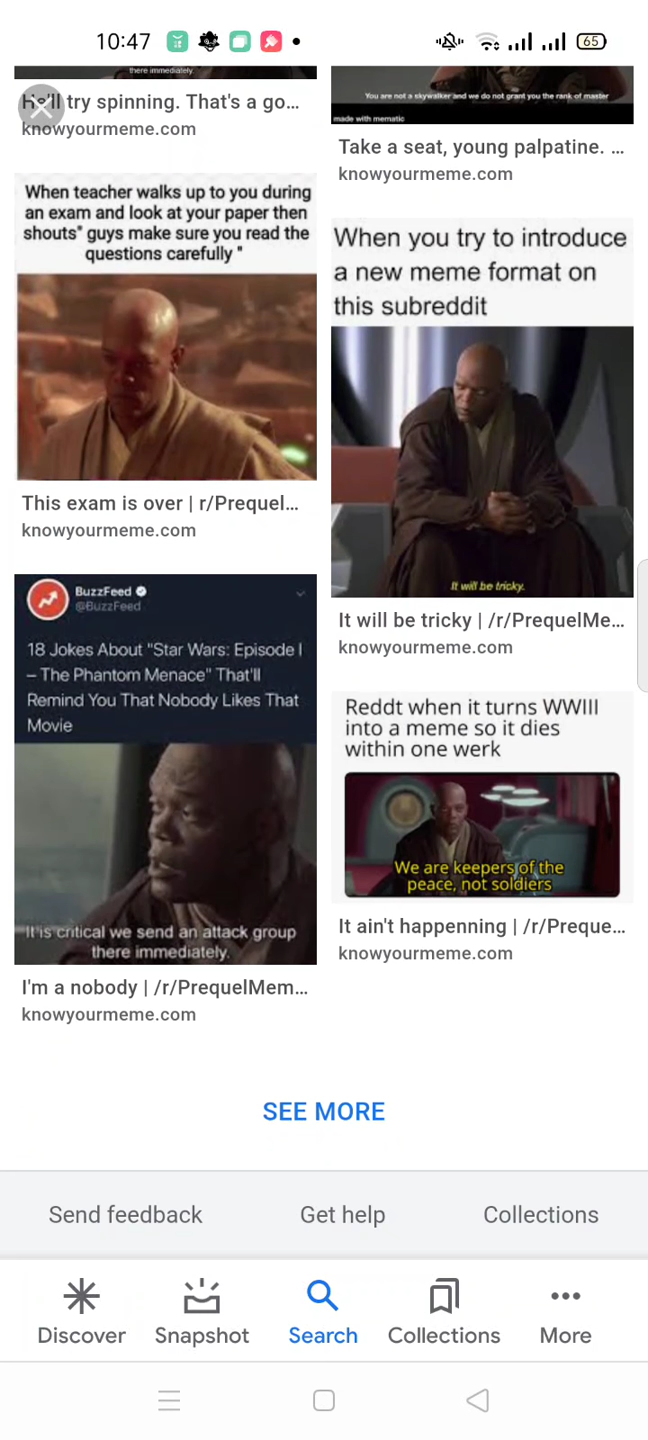 10:47
65
there immediately.
He'll try spinning. That's a go...
knowyourmeme.com
When teacher walks up to you during
an exam and look at your paper then
shouts" guys make sure you read the
questions carefully "
This exam is over | r/Prequel...
knowyourmeme.com
BuzzFeed
@BuzzFeed
18 Jokes About "Star Wars: Episode I
– The Phantom Menace" That'll
Remind You That Nobody Likes That
Movie
It is critical we send an attack group
there immediately.
I'm a nobody | /r/PrequelMem...
knowyourmeme.com
You are not a skywalker and we do not grant you the rank of master
made with mematic
Take a seat, young palpatine. ...
knowyourmeme.com
When you try to introduce
a new meme format on
this subreddit
It will be tricky.
It will be tricky | /r/PrequelMe...
knowyourmeme.com
Reddt when it turns WWIII
into a meme so it dies
within one werk
We are keepers of the
peace, not soldiers
It ain't happenning | /r/Preque...
knowyourmeme.com
SEE MORE
Send feedback
Get help
Collections
Discover
Snapshot
Search
Collections
More